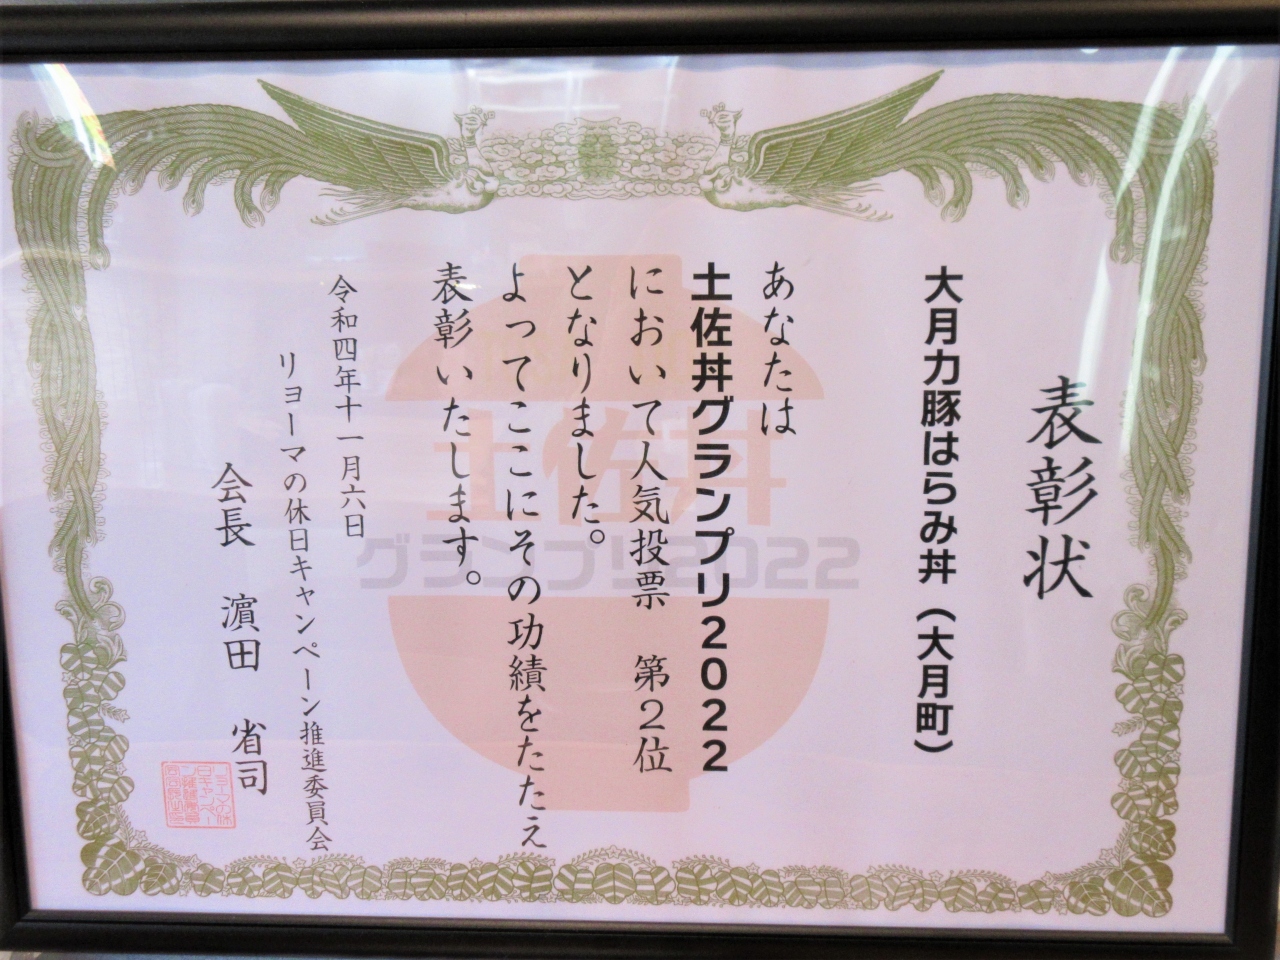 表彰状
大月力豚はらみ丼（大月町）
あなたは
土佐丼グランプリ２０２２
において人気投票　第２位
となりました。
よってここにその功績をたたえ
表彰いたします。
令和四年十一月六日
リョーマの休日キャンペーン推進委員会
会長　濵田　省司
土佐丼
グランプリ2022